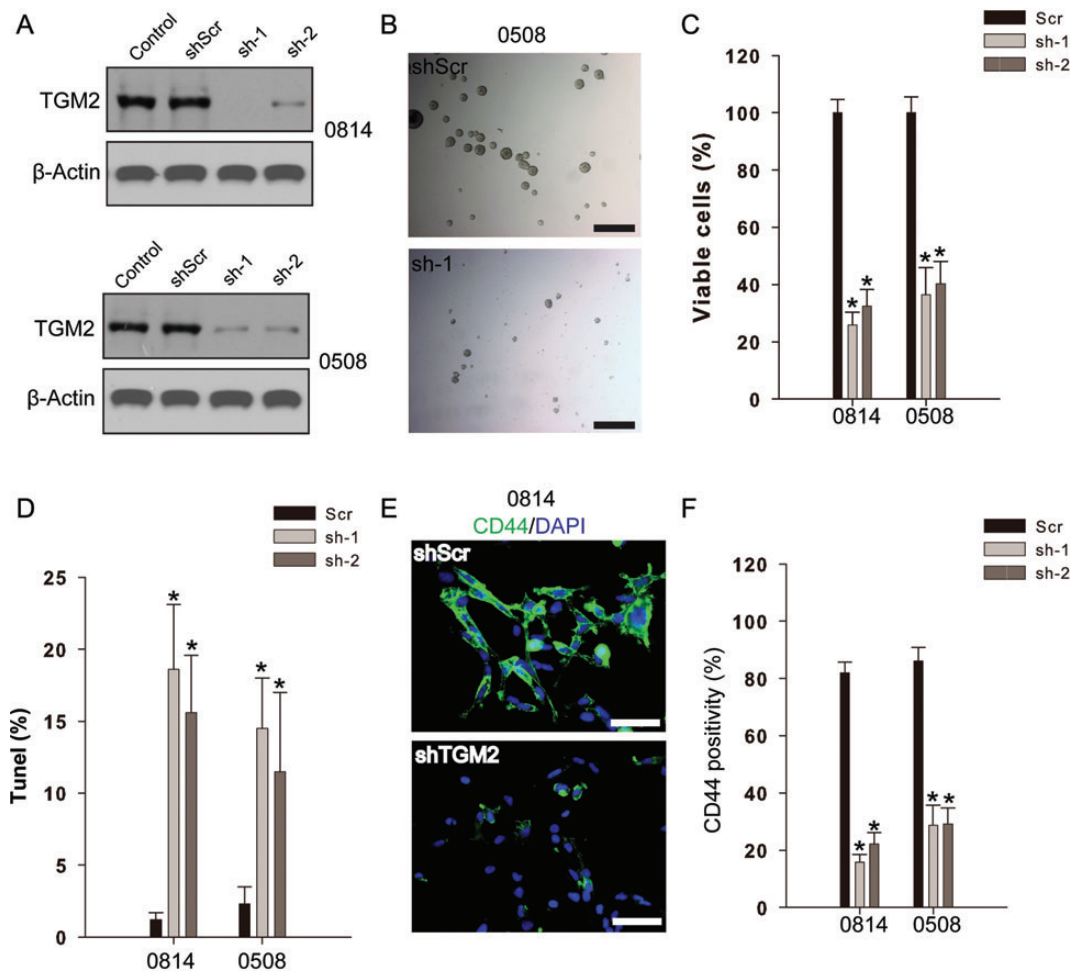 A
Control
shScr
sh-1
sh-2
TGM2
0814
β-Actin
Control
shScr
sh-1
sh-2
TGM2
0508
β-Actin
B
0508
shScr
sh-1
C
Scr
sh-1
sh-2
Viable cells (%)
120
100
80
60
40
20
0
* * * *
0814 0508
D
Scr
sh-1
sh-2
Tunel (%)
25
20
15
10
5
0
* * * *
0814 0508
E
0814
CD44/DAPI
shScr
shTGM2
F
Scr
sh-1
sh-2
CD44 positivity (%)
120
100
80
60
40
20
0
* * * *
0814 0508